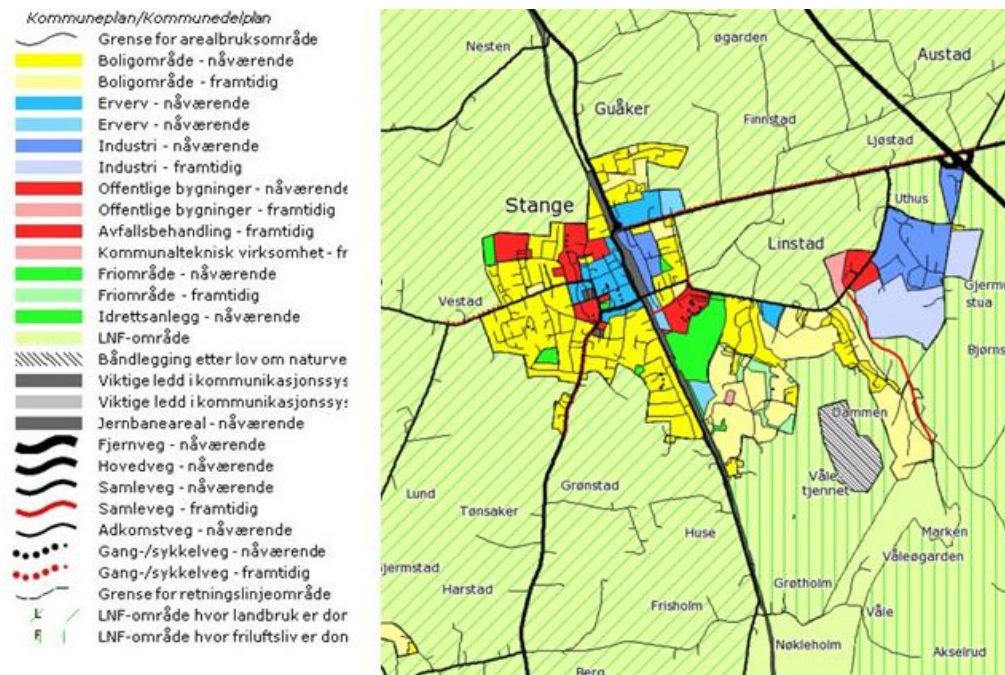 Kommuneplan/Kommunedelplan
Grense for arealbruksområde
Boligområde - nåværende
Boligområde - framtidig
Erverv - nåværende
Erverv - nåværende
Industri - nåværende
Industri - framtidig
Offentlige bygninger - nåværende
Offentlige bygninger - framtidig
Avfallsbehandling - framtidig
Kommunalteknisk virksomhet - fr
Friområde - nåværende
Friområde - framtidig
Idrettsanlegg - nåværende
LNF-område
Båndlegging etter lov om naturve
Viktige ledd i kommunikasjonssys
Viktige ledd i kommunikasjonssys
Jernbaneareal - nåværende
Fjernveg - nåværende
Hovedveg - nåværende
Samleveg - nåværende
Samleveg - framtidig
Adkomstveg - nåværende
Gang-/sykkelveg - nåværende
Gang-/sykkelveg - framtidig
Grense for retningslinjeområde
L LNF-område hvor landbruk er don
F LNF-område hvor friluftsliv er don
Nesten
øgarden
Austad
Guåker
Finnstad
Ljøstad
Stange
Uthus
Linstad
Vestad
Gjermu
stua
Bjørns
Dammen
Våle
tjennet
Grønstad
Lund
Tønsaker
Huse
Marken
Våleøgarden
Gjermstad
Harstad
Grøtholm
Frisholm
Våle
Nøkleholm
Akselrud
Berg